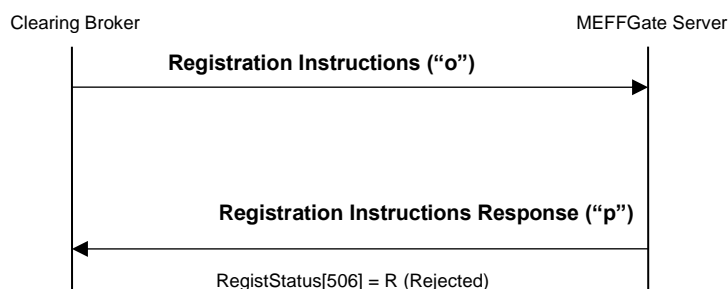 Clearing Broker
MEFFGate Server
Registration Instructions (“o”)
Registration Instructions Response (“p”)
RegistStatus[506] = R (Rejected)